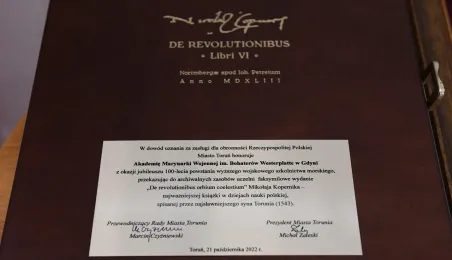 DE REVOLUTIONIBUS
• Libri VI •
Norimbergæ apud Ioh. Petreium
Anno MDXLIII
W dowód uznania za zasługi dla obronności Rzeczypospolitej Polskiej
Miasto Toruń honoruje
Akademię Marynarki Wojennej im. Bohaterów Westerplatte w Gdyni
z okazji jubileuszu 100-lecia powstania wyższego wojskowego szkolnictwa morskiego,
przekazując do archiwalnych zasobów uczelni faksymilowe wydanie
„De revolutionibus orbium coelestium” Mikołaja Kopernika –
najważniejszej książki w dziejach nauki polskiej,
spisanej przez najsławniejszego syna Torunia (1543).
Przewodniczący Rady Miasta Torunia Prezydent Miasta Torunia
Marcin Czyżniewski Michał Zaleski
Toruń, 21 października 2022 r.